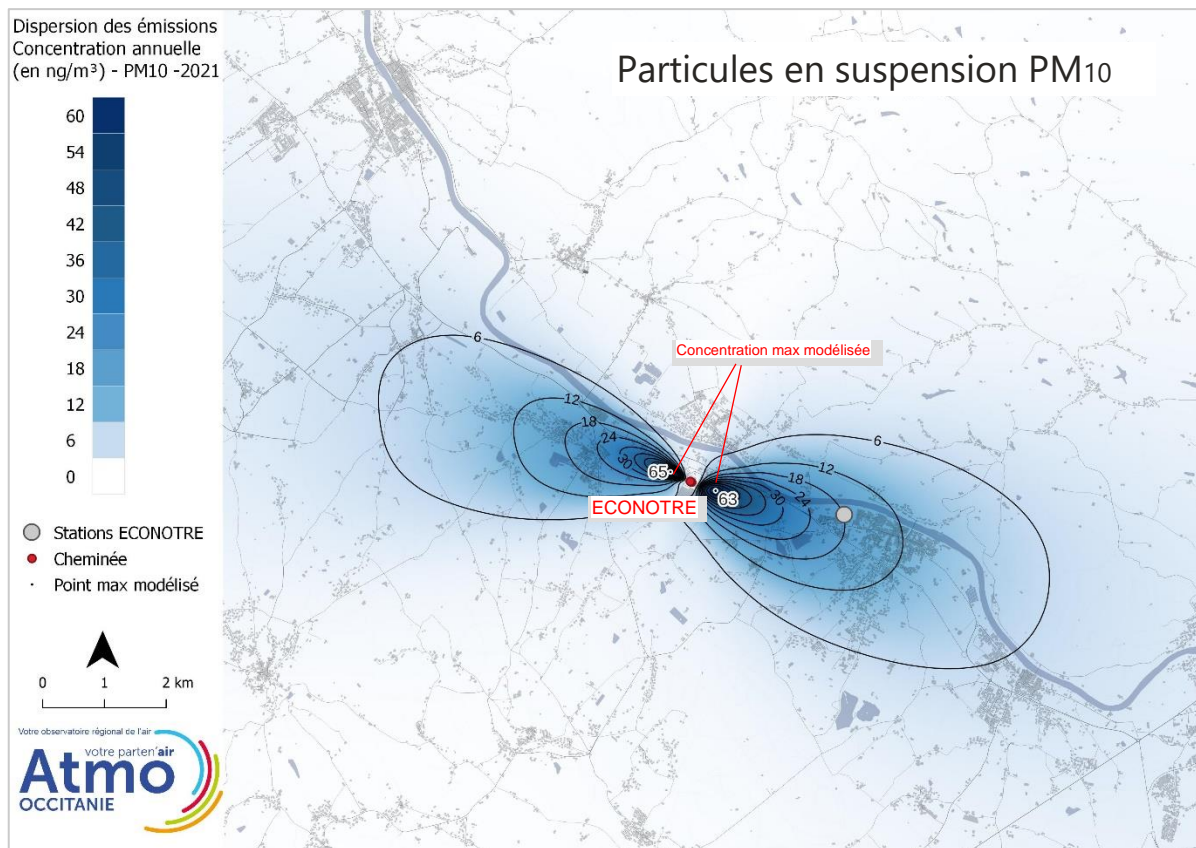 Dispersion des émissions
Concentration annuelle
(en ng/m³) - PM10 -2021
60
54
48
42
36
30
24
18
12
6
0
Stations ECONOTRE
Cheminée
Point max modélisé
0 1 2 km
Votre observatoire régional de l'air
votre parten'air
Atmo
OCCITANIE
Particules en suspension PM10
Concentration max modélisée
6
12
18
24
30
65
ECONOTRE
63
6
12
18
24
30